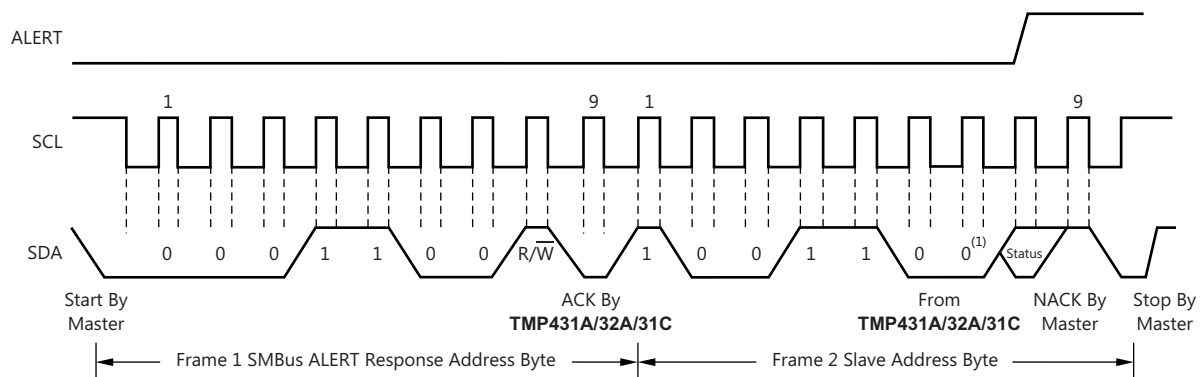 ALERT
1 9 1 9
SCL
SDA
0 0 0 1 1 0 0 R/W 1 0 0 1 1 0 0(1) Status
Start By
Master
ACK By
TMP431A/32A/31C
From
TMP431A/32A/31C
NACK By
Master
Stop By
Master
Frame 1 SMBus ALERT Response Address Byte
Frame 2 Slave Address Byte